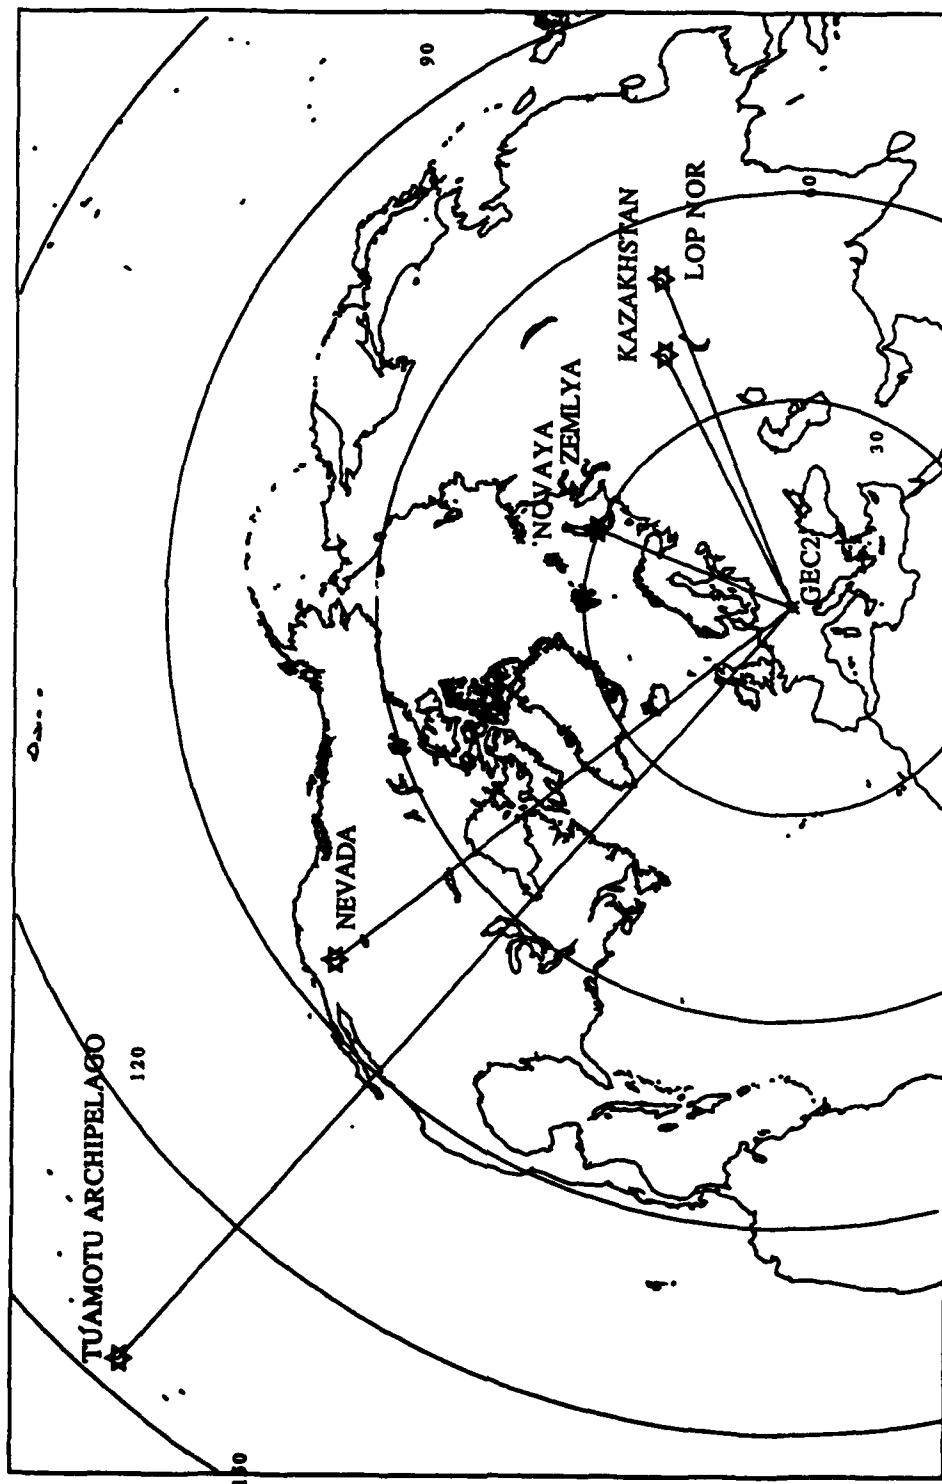 TUAMOTU ARCHIPELAGO
120
90
NEVADA
NOVAYA
ZEMLYA
KAZAKHSTAN
LOP NOR
60
30
GEC2